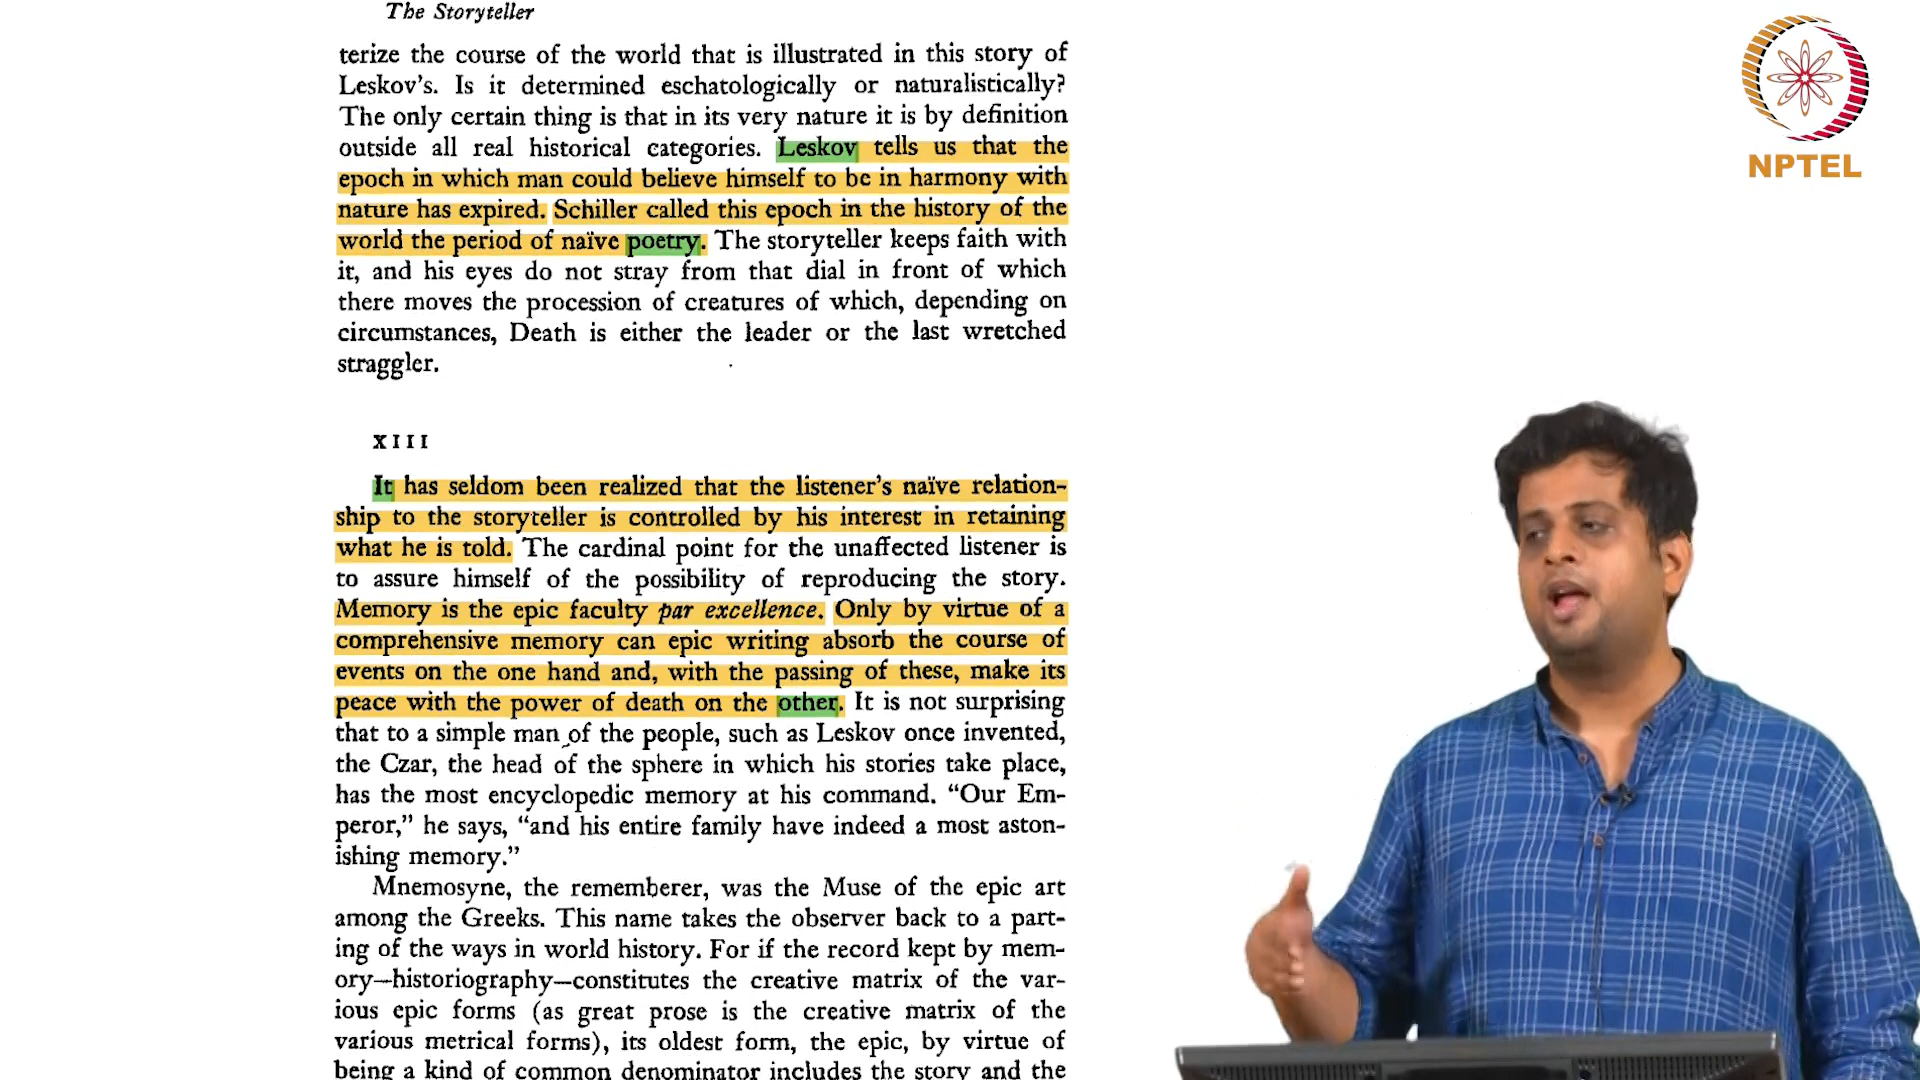 The Storyteller
terize the course of the world that is illustrated in this story of
Leskov's. Is it determined eschatologically or naturalistically?
The only certain thing is that in its very nature it is by definition
outside all real historical categories. Leskov tells us that the
epoch in which man could believe himself to be in harmony with
nature has expired. Schiller called this epoch in the history of the
world the period of naïve poetry. The storyteller keeps faith with
it, and his eyes do not stray from that dial in front of which
there moves the procession of creatures of which, depending on
circumstances, Death is either the leader or the last wretched
straggler.
XIII
It has seldom been realized that the listener's naïve relation-
ship to the storyteller is controlled by his interest in retaining
what he is told. The cardinal point for the unaffected listener is
to assure himself of the possibility of reproducing the story.
Memory is the epic faculty par excellence. Only by virtue of a
comprehensive memory can epic writing absorb the course of
events on the one hand and, with the passing of these, make its
peace with the power of death on the other. It is not surprising
that to a simple man of the people, such as Leskov once invented,
the Czar, the head of the sphere in which his stories take place,
has the most encyclopedic memory at his command. “Our Em-
peror,” he says, “and his entire family have indeed a most aston-
ishing memory.”
Mnemosyne, the rememberer, was the Muse of the epic art
among the Greeks. This name takes the observer back to a part-
ing of the ways in world history. For if the record kept by mem-
ory—historiography—constitutes the creative matrix of the var-
ious epic forms (as great prose is the creative matrix of the
various metrical forms), its oldest form, the epic, by virtue of
being a kind of common denominator includes the story and the
NPTEL